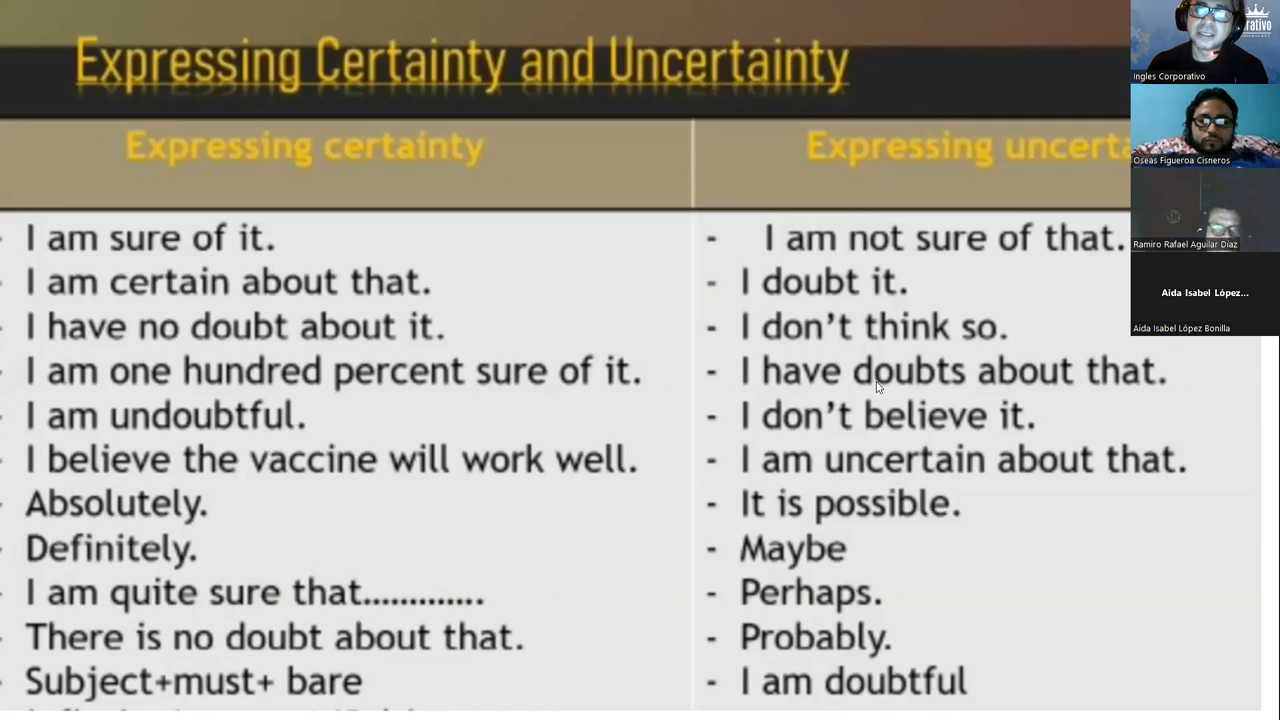 Expressing Certainty and Uncertainty
Expressing certainty
- I am sure of it.
- I am certain about that.
- I have no doubt about it.
- I am one hundred percent sure of it.
- I am undoubtful.
- I believe the vaccine will work well.
- Absolutely.
- Definitely.
- I am quite sure that.............
- There is no doubt about that.
- Subject+must+ bare
Expressing uncerta
- I am not sure of that.
- I doubt it.
- I don’t think so.
- I have doubts about that.
- I don’t believe it.
- I am uncertain about that.
- It is possible.
- Maybe
- Perhaps.
- Probably.
- I am doubtful
rativo
Ingles Corporativo
Oseas Figueroa Cisneros
Ramiro Rafael Aguilar Díaz
Aida Isabel López...
Aida Isabel López Bonilla